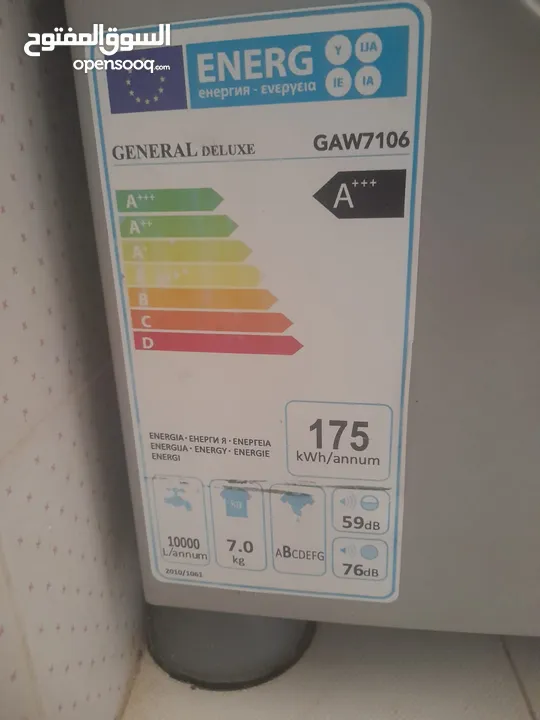 السوق المفتوح
opensooq.com
ENERG
енергия · ενεργεια
Y IJA
IE IA
GENERAL DELUXE
GAW7106
A+++
A+++
A++
A+
B
C
D
175
kWh/annum
ENERGIA · ЕНЕРГИ Я · ΕΝΕΡΓΕΙΑ
ENERGIJA · ENERGY · ENERGIE
ENERGI
10000
L/annum
7.0
kg
ABCDEFG
59dB
76dB
2010/1061